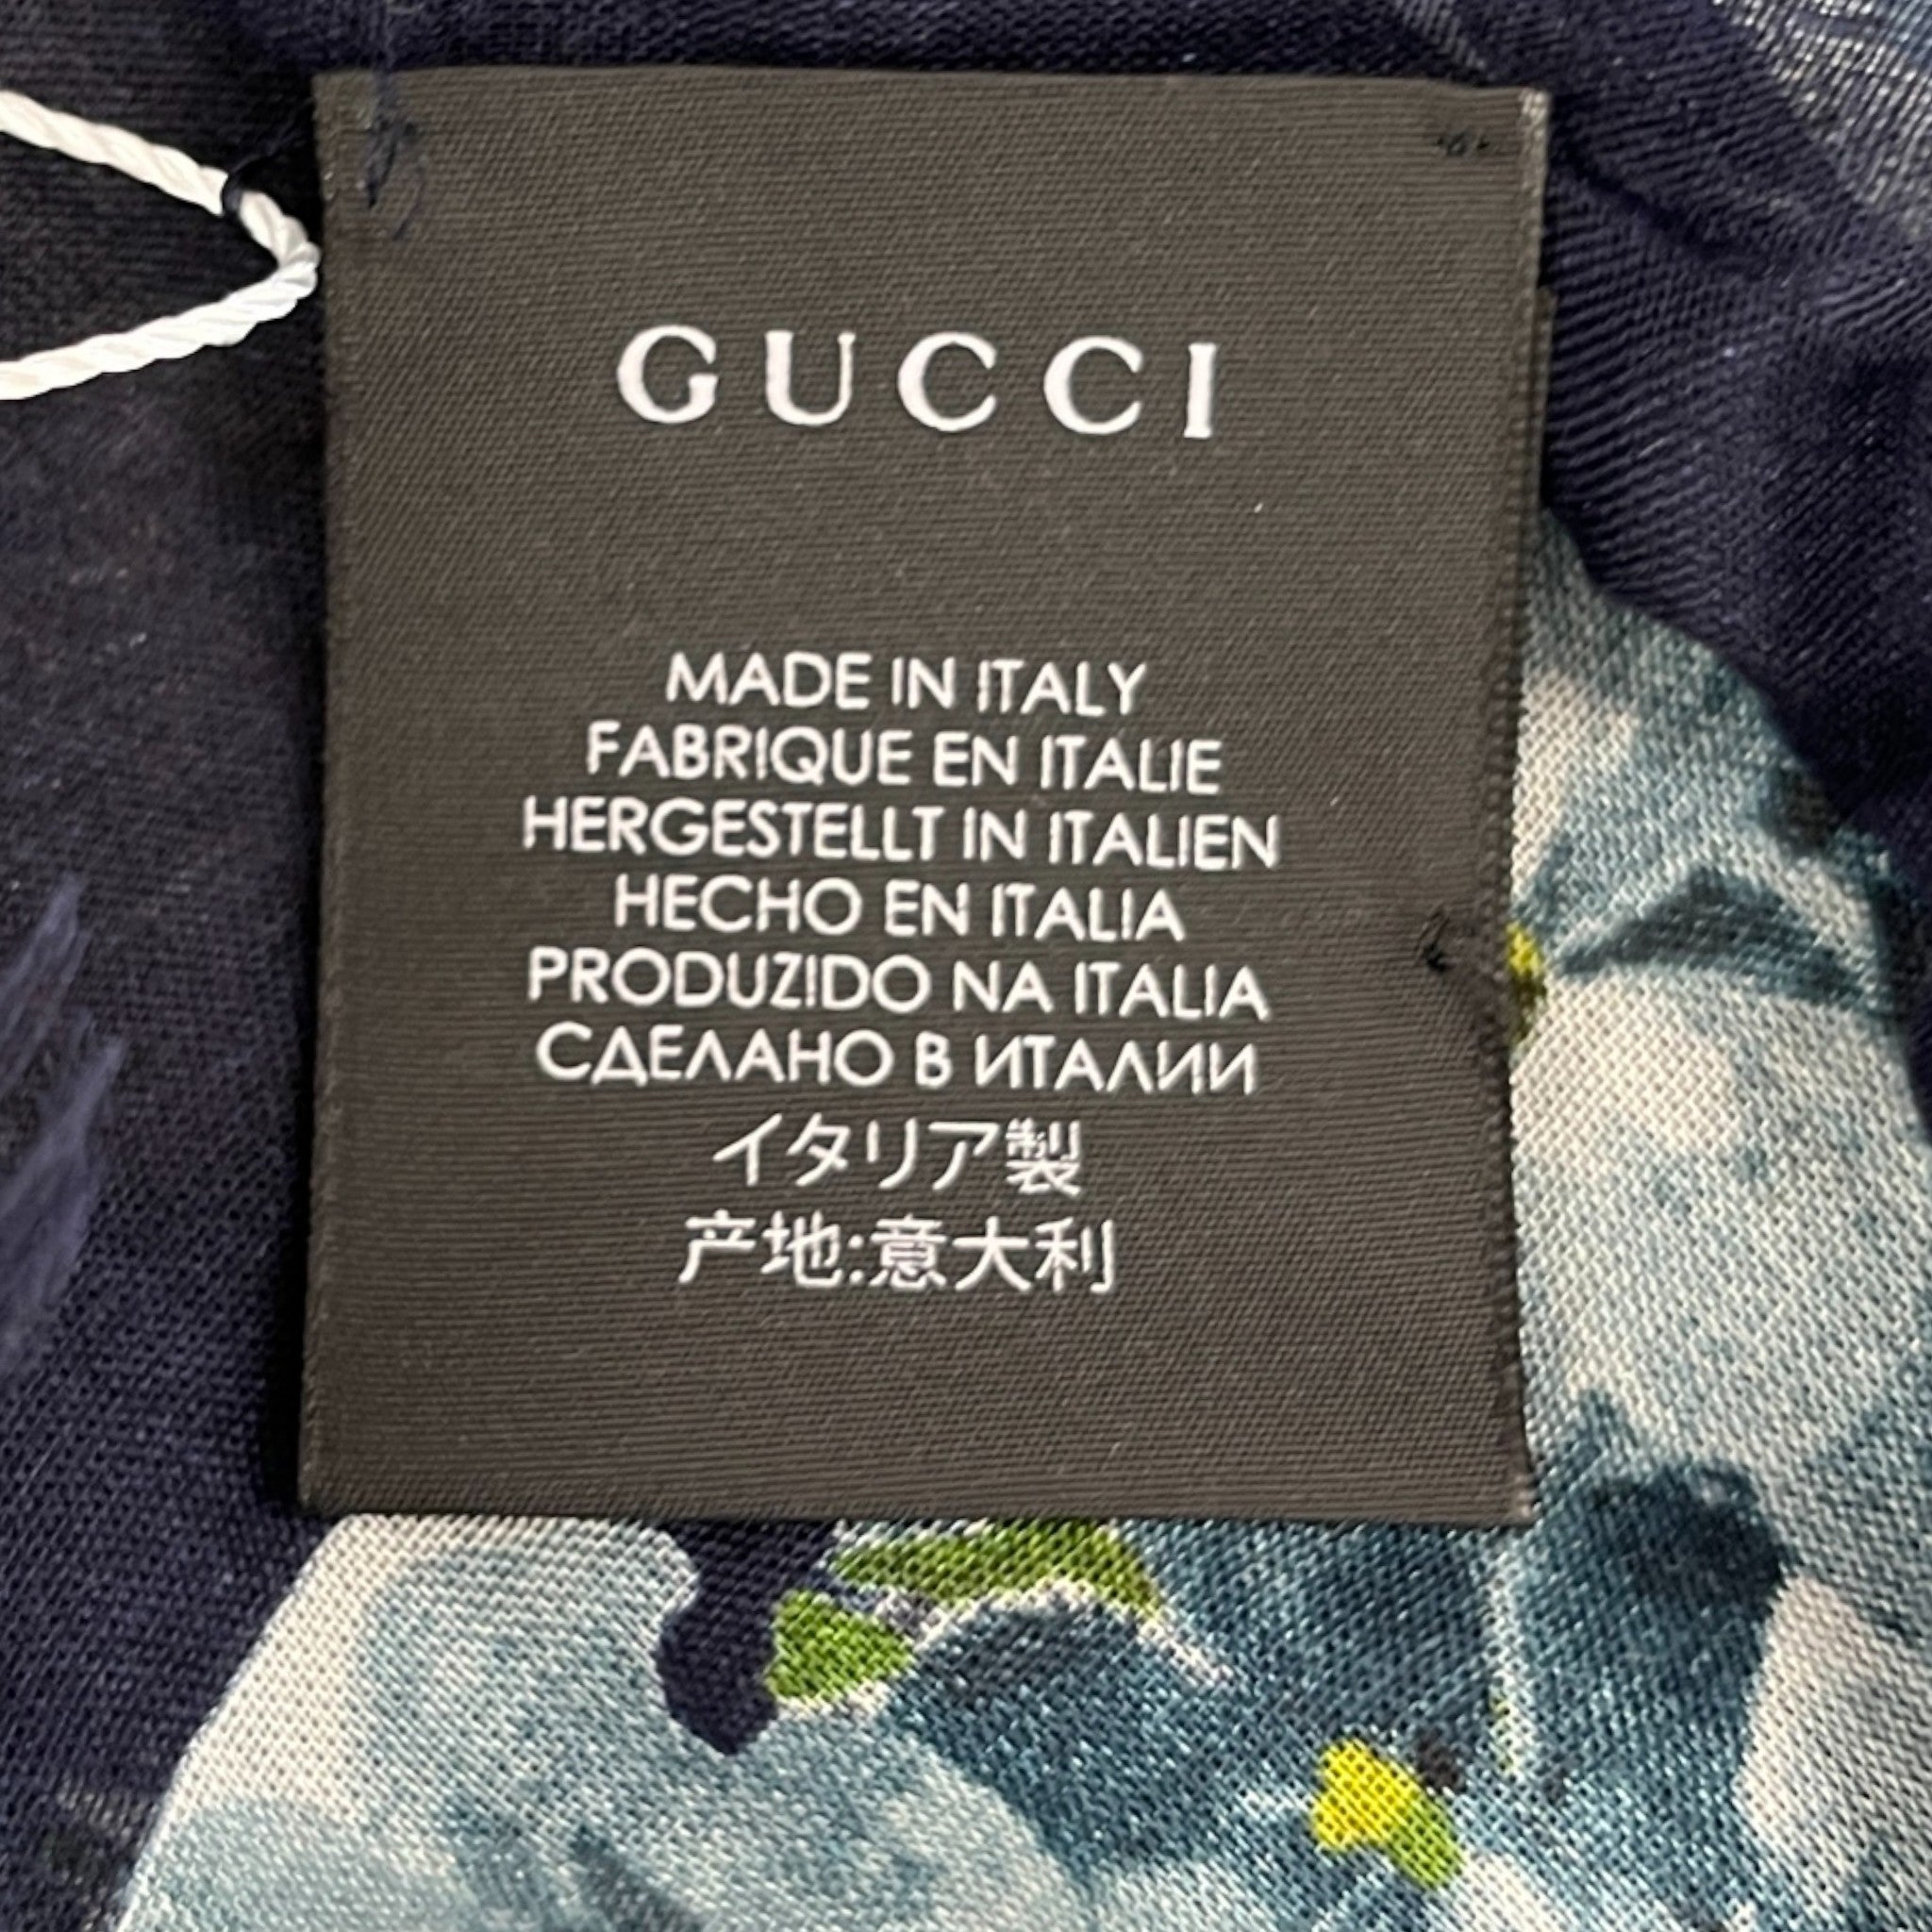 GUCCI
MADE IN ITALY
FABRIQUE EN ITALIE
HERGESTELLT IN ITALIEN
HECHO EN ITALIA
PRODUZIDO NA ITALIA
СДЕЛАНО В ИТАЛИИ
イタリア製
产地:意大利